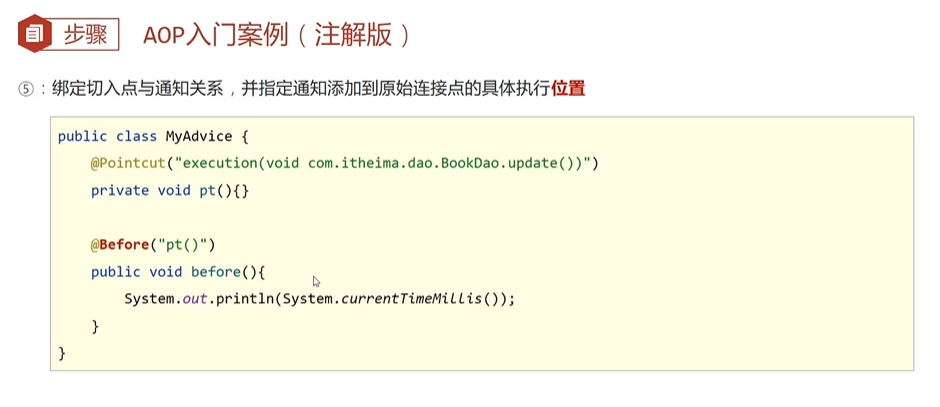 步骤 AOP入门案例（注解版）
⑤：绑定切入点与通知关系，并指定通知添加到原始连接点的具体执行位置
public class MyAdvice {
    @Pointcut("execution(void com.itheima.dao.BookDao.update())")
    private void pt(){}
    @Before("pt()")
    public void before(){
        System.out.println(System.currentTimeMillis());
    }
}